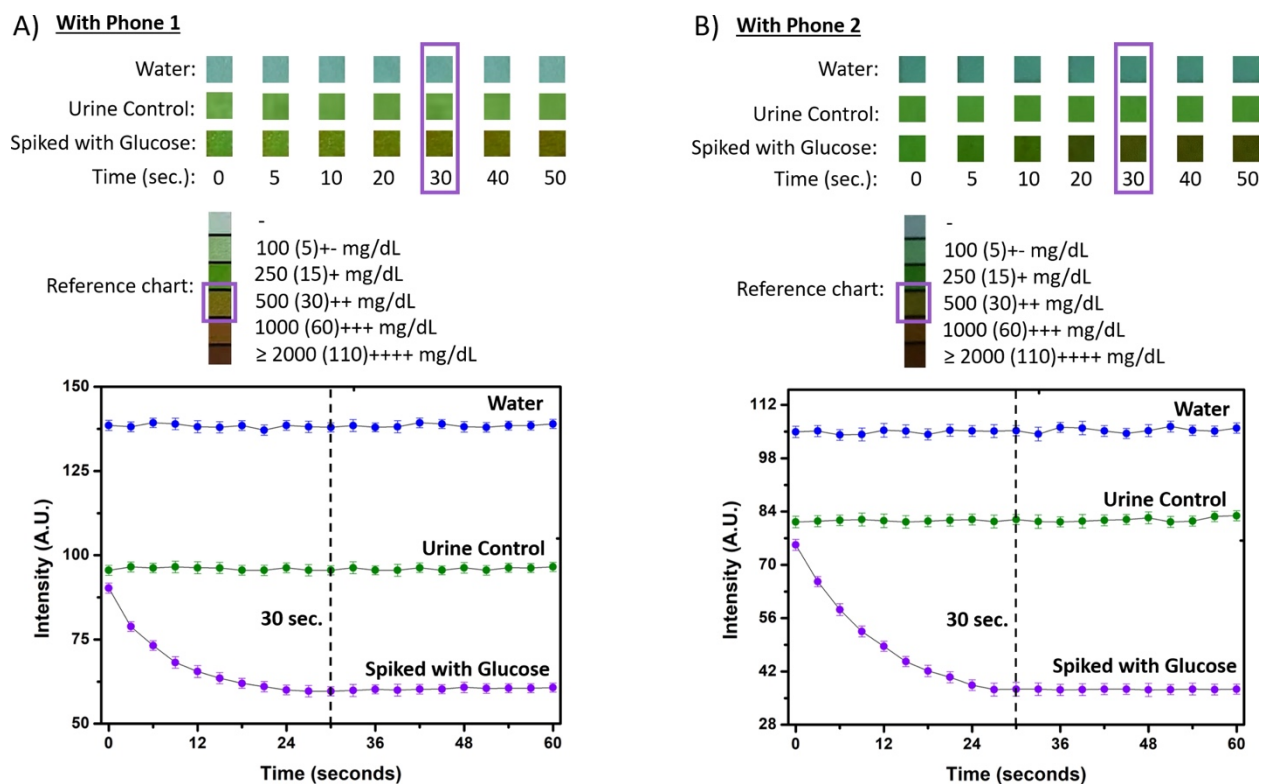 A) With Phone 1
Water:
Urine Control:
Spiked with Glucose:
Time (sec.): 0 5 10 20 30 40 50
-
100 (5)+- mg/dL
250 (15)+ mg/dL
Reference chart: 500 (30)++ mg/dL
1000 (60)+++ mg/dL
≥ 2000 (110)++++ mg/dL
150
125
100
75
50
Intensity (A.U.)
Water
Urine Control
30 sec.
Spiked with Glucose
0 12 24 36 48 60
Time (seconds)
B) With Phone 2
Water:
Urine Control:
Spiked with Glucose:
Time (sec.): 0 5 10 20 30 40 50
-
100 (5)+- mg/dL
250 (15)+ mg/dL
Reference chart: 500 (30)++ mg/dL
1000 (60)+++ mg/dL
≥ 2000 (110)++++ mg/dL
112
98
84
70
56
42
28
Intensity (A.U.)
Water
Urine Control
30 sec.
Spiked with Glucose
0 12 24 36 48 60
Time (seconds)